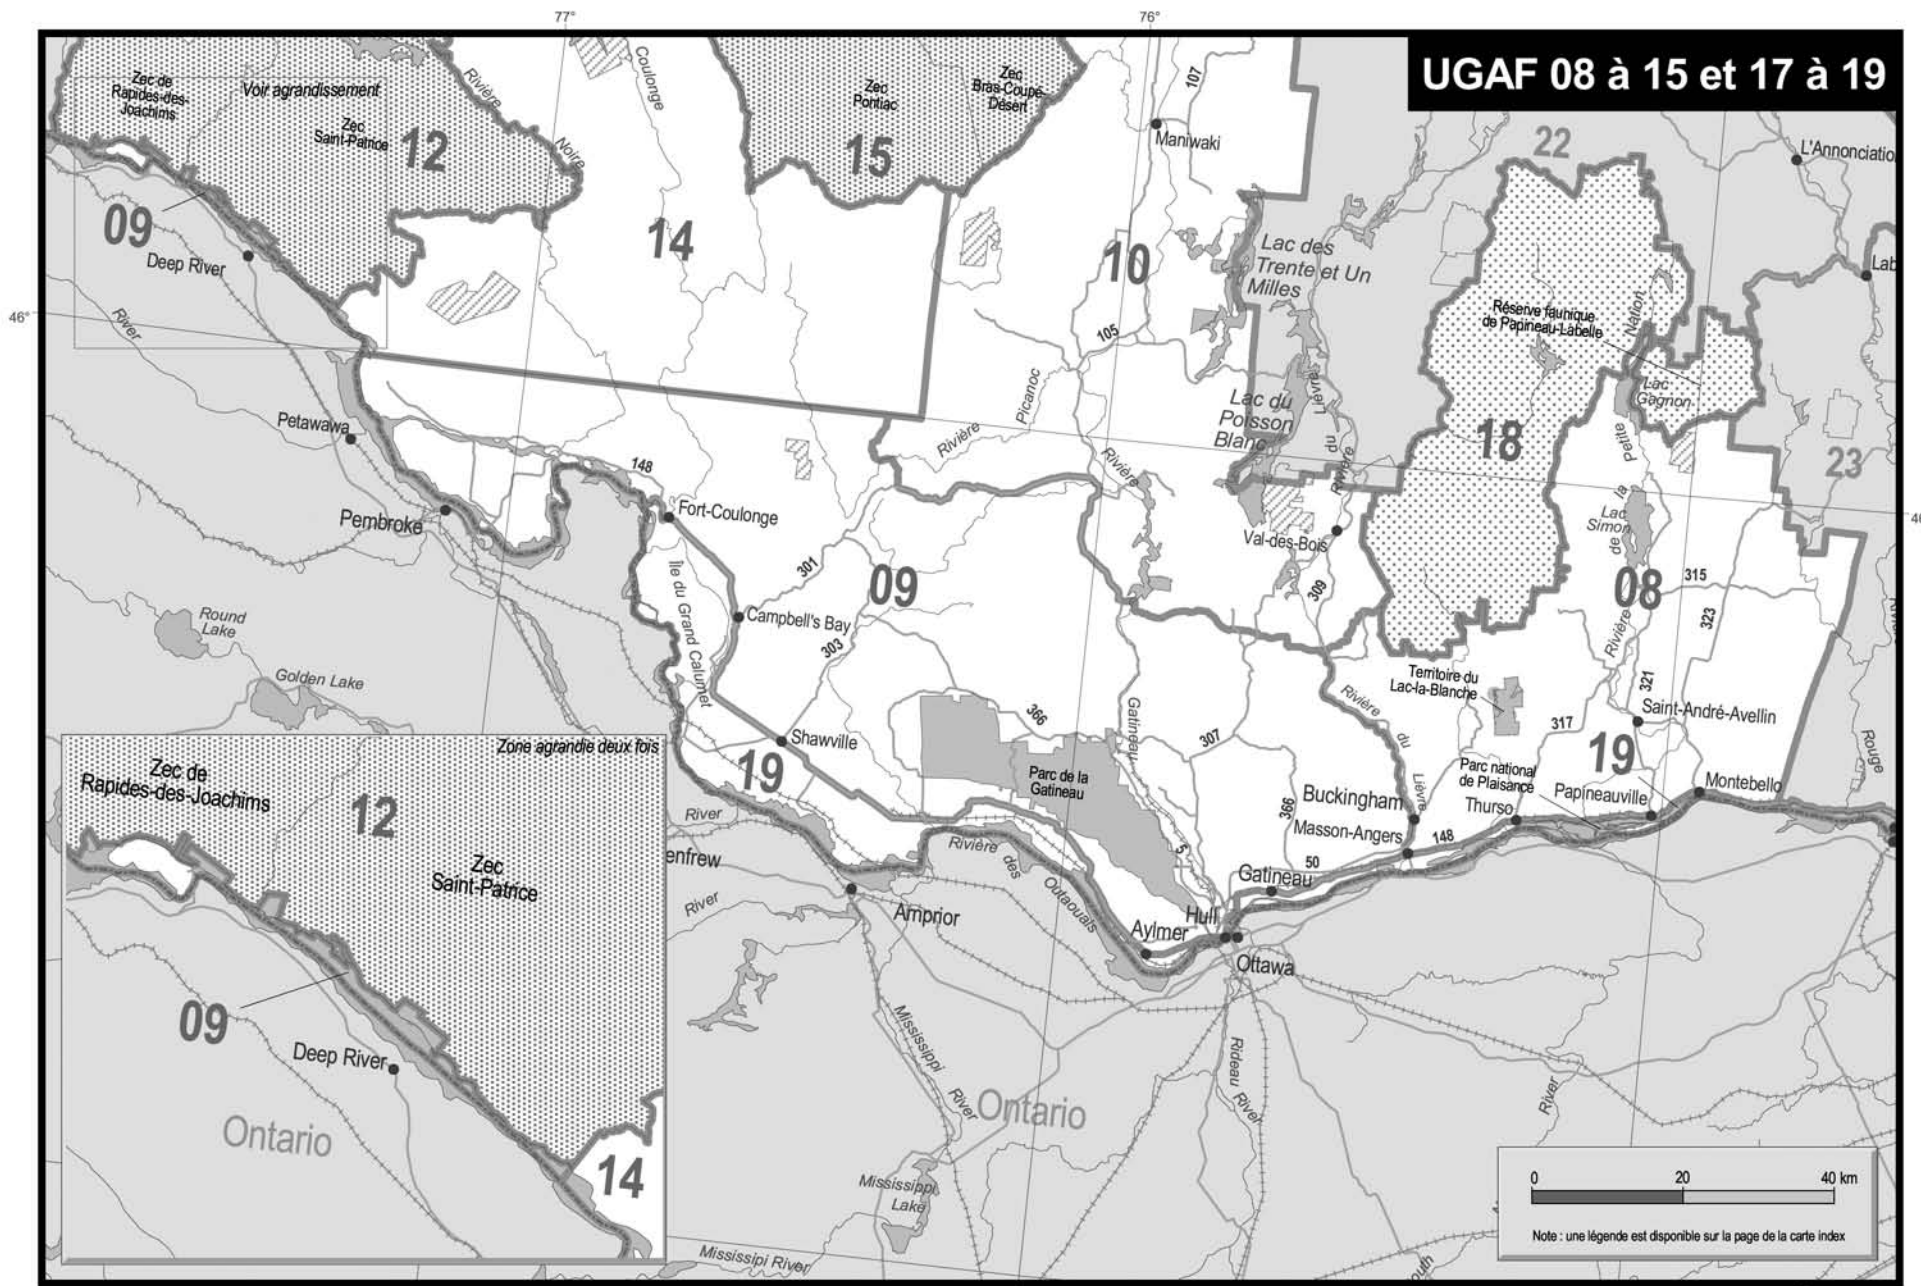 77°
76°
UGAF 08 à 15 et 17 à 19
Zec de
Rapides-des-
Joachims
Voir agrandissement
Zec
Saint-Patrice
12
Rivière
Noire
Coulonge
Zec
Pontiac
15
Zec
Bras-Coupé-
Désert
107
Maniwaki
22
L'Annonciatio
09
Deep River
14
10
Lac des
Trente et Un
Milles
Lab
46°
River
105
Réserve faunique
de Papineau-Labelle
Nation
Lac
Gagnon
Petawawa
Picanoc
Rivière
Lac du
Poisson
Blanc
Lièvre
du
Rivière
18
Petite
23
148
Rivière
Pembroke
Fort-Coulonge
Val-des-Bois
Lac
Simon
la
de
46
301
Île du Grand Calumet
09
309
08
315
Round
Lake
Campbell's Bay
303
Rivière
323
Golden Lake
Territoire du
Lac-la-Blanche
321
Gatineau
366
307
Rivière
du
Lièvre
Saint-André-Avellin
317
Rouge
Zone agrandie deux fois
Zec de
Rapides-des-Joachims
12
Zec
Saint-Patrice
Shawville
19
Parc de la
Gatineau
19
Parc national
de Plaisance
Papineauville
Montebello
Buckingham
Thurso
366
Masson-Angers
148
River
enfrew
Rivière
des
Outaouais
5
50
Gatineau
River
Arnprior
Hull
Aylmer
Ottawa
09
Deep River
Mississippi
River
Rideau River
Ontario
Ontario
River
14
Mississippi
Lake
Mississipi River
outh
0
20
40 km
Note : une légende est disponible sur la page de la carte index